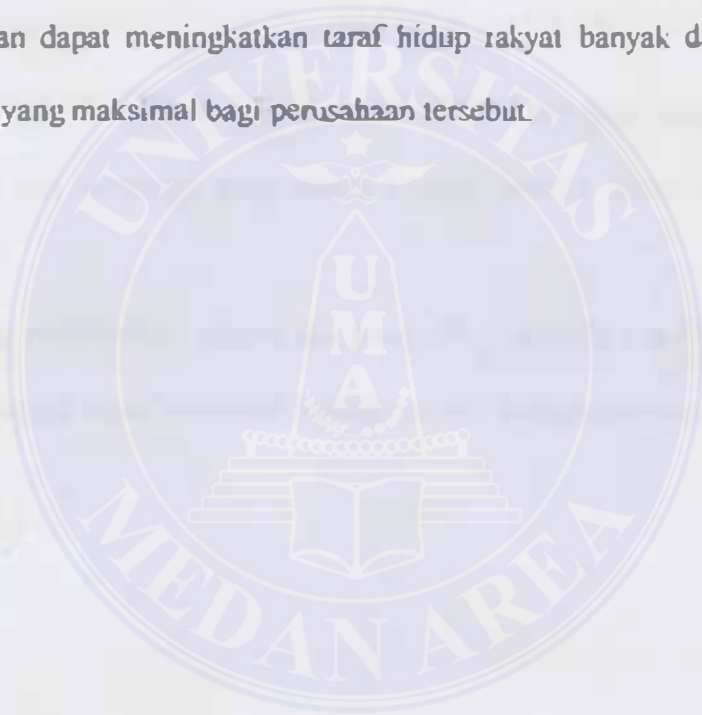 an dapat meningkatkan taraf hidup rakyat banyak d
yang maksimal bagi perusahaan tersebut.
UNIVERSITAS
UMA
MEDAN AREA